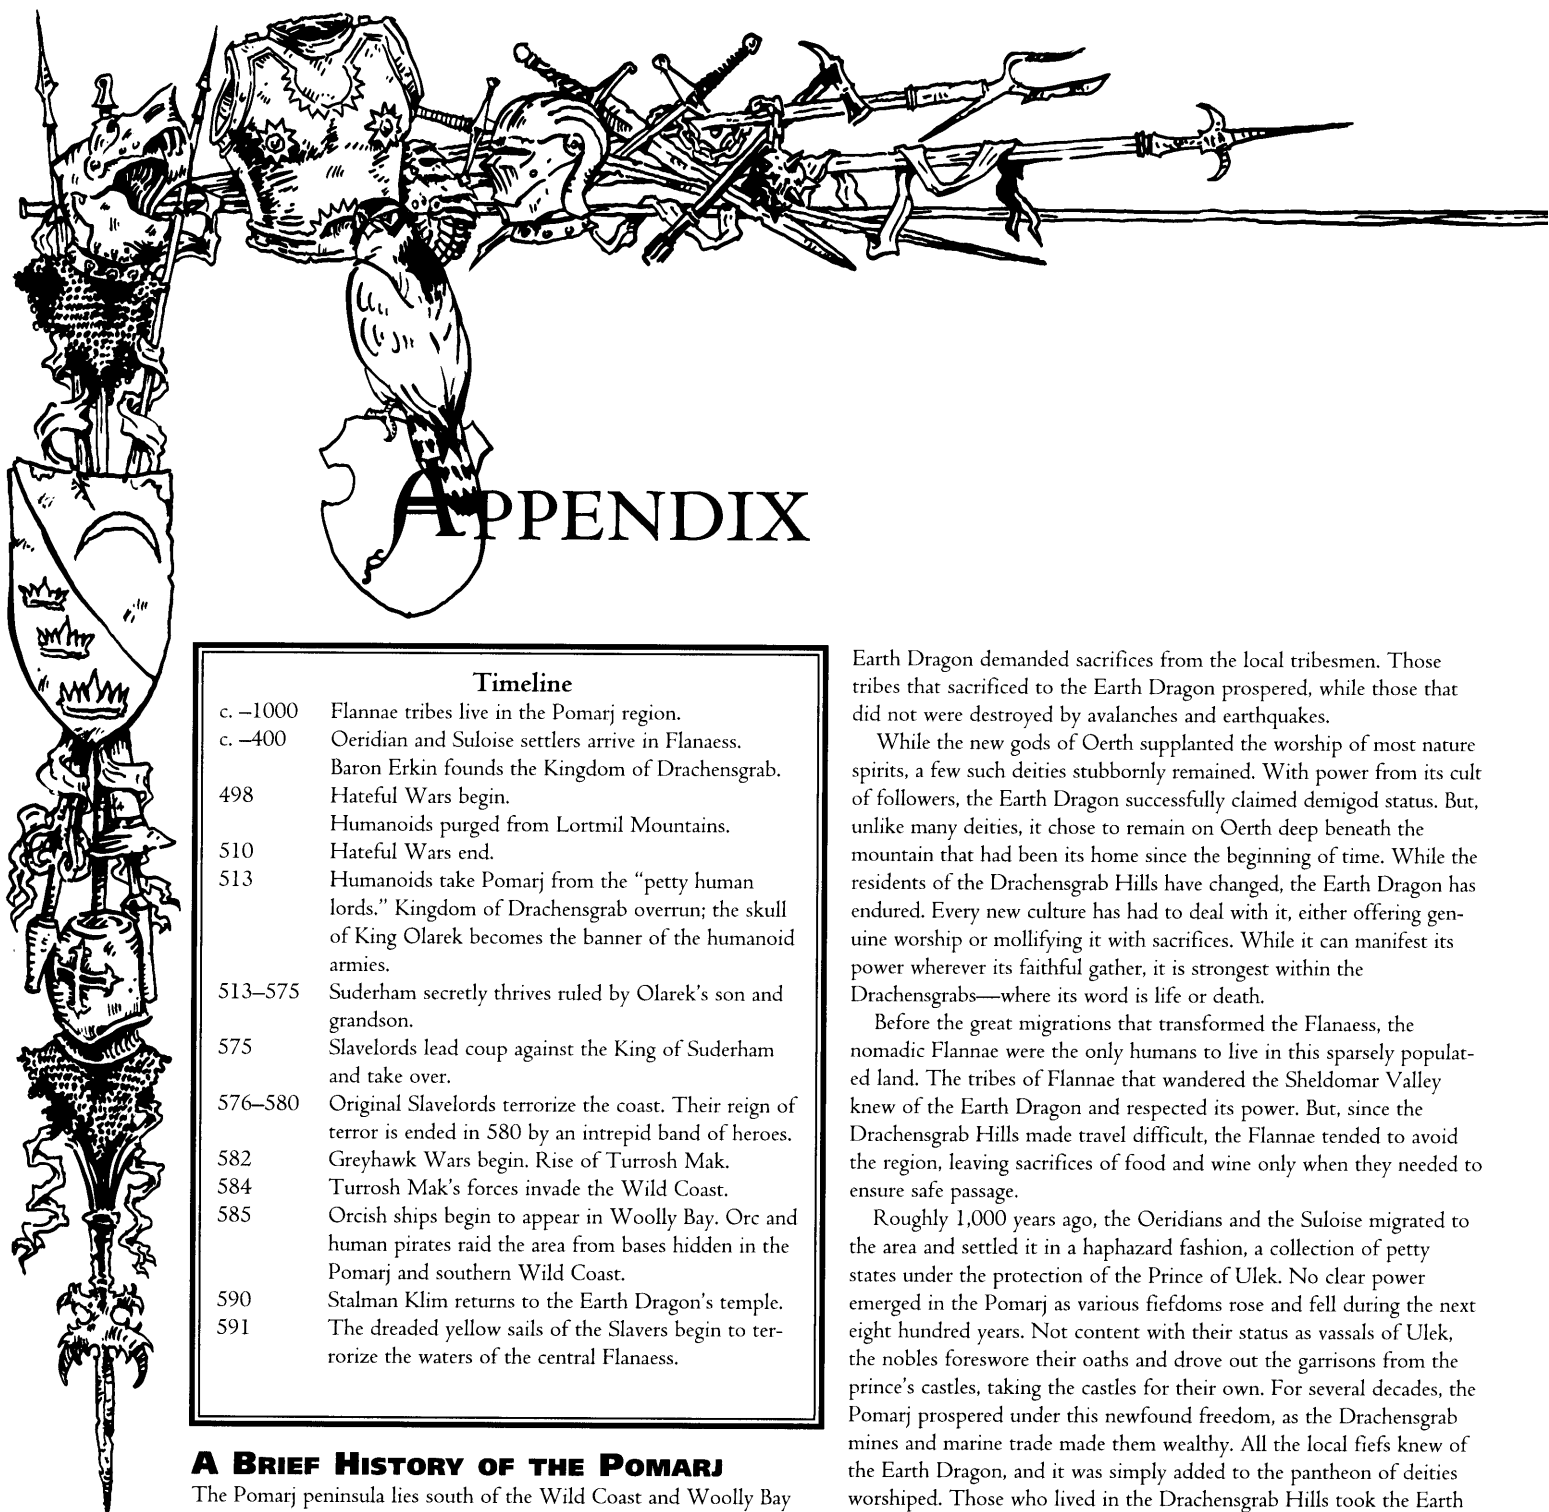 APPENDIX
Timeline
c. –1000 Flannae tribes live in the Pomarj region.
c. –400 Oeridian and Suloise settlers arrive in Flanaess.
Baron Erkin founds the Kingdom of Drachensgrab.
498 Hateful Wars begin.
Humanoids purged from Lortmil Mountains.
510 Hateful Wars end.
513 Humanoids take Pomarj from the “petty human
lords.” Kingdom of Drachensgrab overrun; the skull
of King Olarek becomes the banner of the humanoid
armies.
513–575 Suderham secretly thrives ruled by Olarek’s son and
grandson.
575 Slavelords lead coup against the King of Suderham
and take over.
576–580 Original Slavelords terrorize the coast. Their reign of
terror is ended in 580 by an intrepid band of heroes.
582 Greyhawk Wars begin. Rise of Turrosh Mak.
584 Turrosh Mak’s forces invade the Wild Coast.
585 Orcish ships begin to appear in Woolly Bay. Orc and
human pirates raid the area from bases hidden in the
Pomarj and southern Wild Coast.
590 Stalman Klim returns to the Earth Dragon’s temple.
591 The dreaded yellow sails of the Slavers begin to ter-
rorize the waters of the central Flanaess.
A BRIEF HISTORY OF THE POMARJ
The Pomarj peninsula lies south of the Wild Coast and Woolly Bay
Earth Dragon demanded sacrifices from the local tribesmen. Those
tribes that sacrificed to the Earth Dragon prospered, while those that
did not were destroyed by avalanches and earthquakes.
While the new gods of Oerth supplanted the worship of most nature
spirits, a few such deities stubbornly remained. With power from its cult
of followers, the Earth Dragon successfully claimed demigod status. But,
unlike many deities, it chose to remain on Oerth deep beneath the
mountain that had been its home since the beginning of time. While the
residents of the Drachensgrab Hills have changed, the Earth Dragon has
endured. Every new culture has had to deal with it, either offering gen-
uine worship or mollifying it with sacrifices. While it can manifest its
power wherever its faithful gather, it is strongest within the
Drachensgrabs—where its word is life or death.
Before the great migrations that transformed the Flanaess, the
nomadic Flannae were the only humans to live in this sparsely populat-
ed land. The tribes of Flannae that wandered the Sheldomar Valley
knew of the Earth Dragon and respected its power. But, since the
Drachensgrab Hills made travel difficult, the Flannae tended to avoid
the region, leaving sacrifices of food and wine only when they needed to
ensure safe passage.
Roughly 1,000 years ago, the Oeridians and the Suloise migrated to
the area and settled it in a haphazard fashion, a collection of petty
states under the protection of the Prince of Ulek. No clear power
emerged in the Pomarj as various fiefdoms rose and fell during the next
eight hundred years. Not content with their status as vassals of Ulek,
the nobles foreswore their oaths and drove out the garrisons from the
prince’s castles, taking the castles for their own. For several decades, the
Pomarj prospered under this newfound freedom, as the Drachensgrab
mines and marine trade made them wealthy. All the local fiefs knew of
the Earth Dragon, and it was simply added to the pantheon of deities
worshiped. Those who lived in the Drachensgrab Hills took the Earth